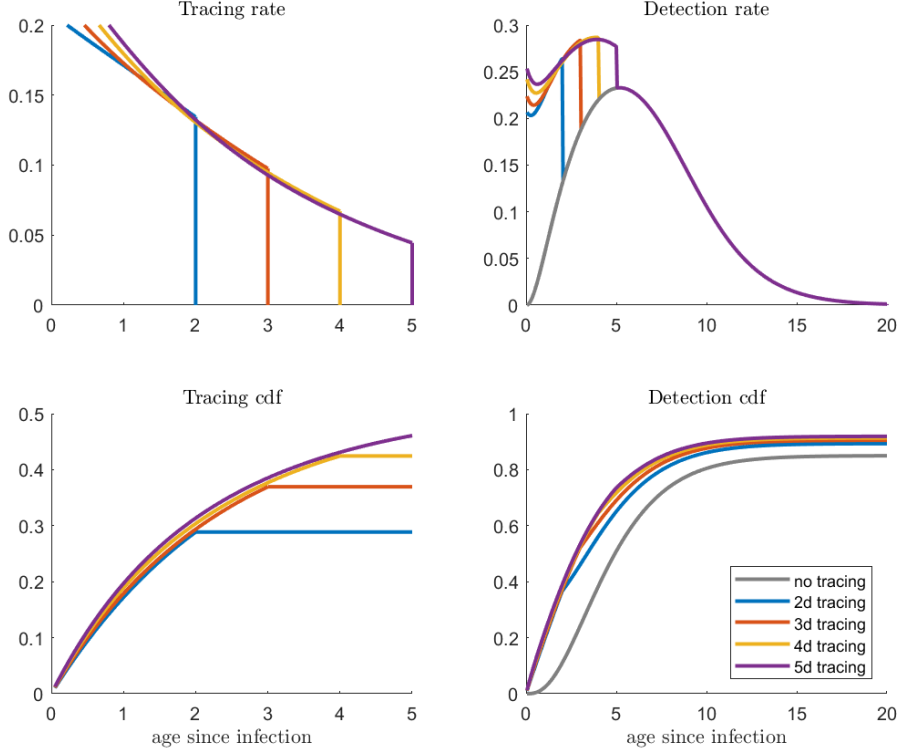 Tracing rate
0.2
0.15
0.1
0.05
0
0 1 2 3 4 5
Detection rate
0.3
0.25
0.2
0.15
0.1
0.05
0
0 5 10 15 20
Tracing cdf
0.5
0.4
0.3
0.2
0.1
0
0 1 2 3 4 5
age since infection
Detection cdf
1
0.8
0.6
0.4
0.2
0
no tracing
2d tracing
3d tracing
4d tracing
5d tracing
0 5 10 15 20
age since infection